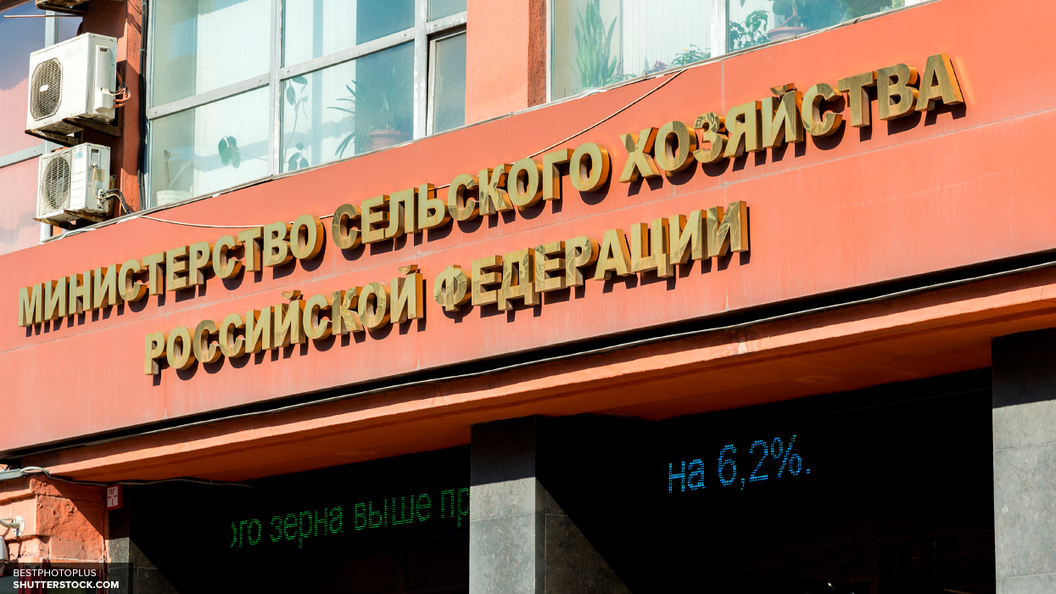 МИНИСТЕРСТВО СЕЛЬСКОГО ХОЗЯЙСТВА
РОССИЙСКОЙ ФЕДЕРАЦИИ
зерна выше
на 6,2%.
BESTPHOTOPLUS
SHUTTERSTOCK.COM